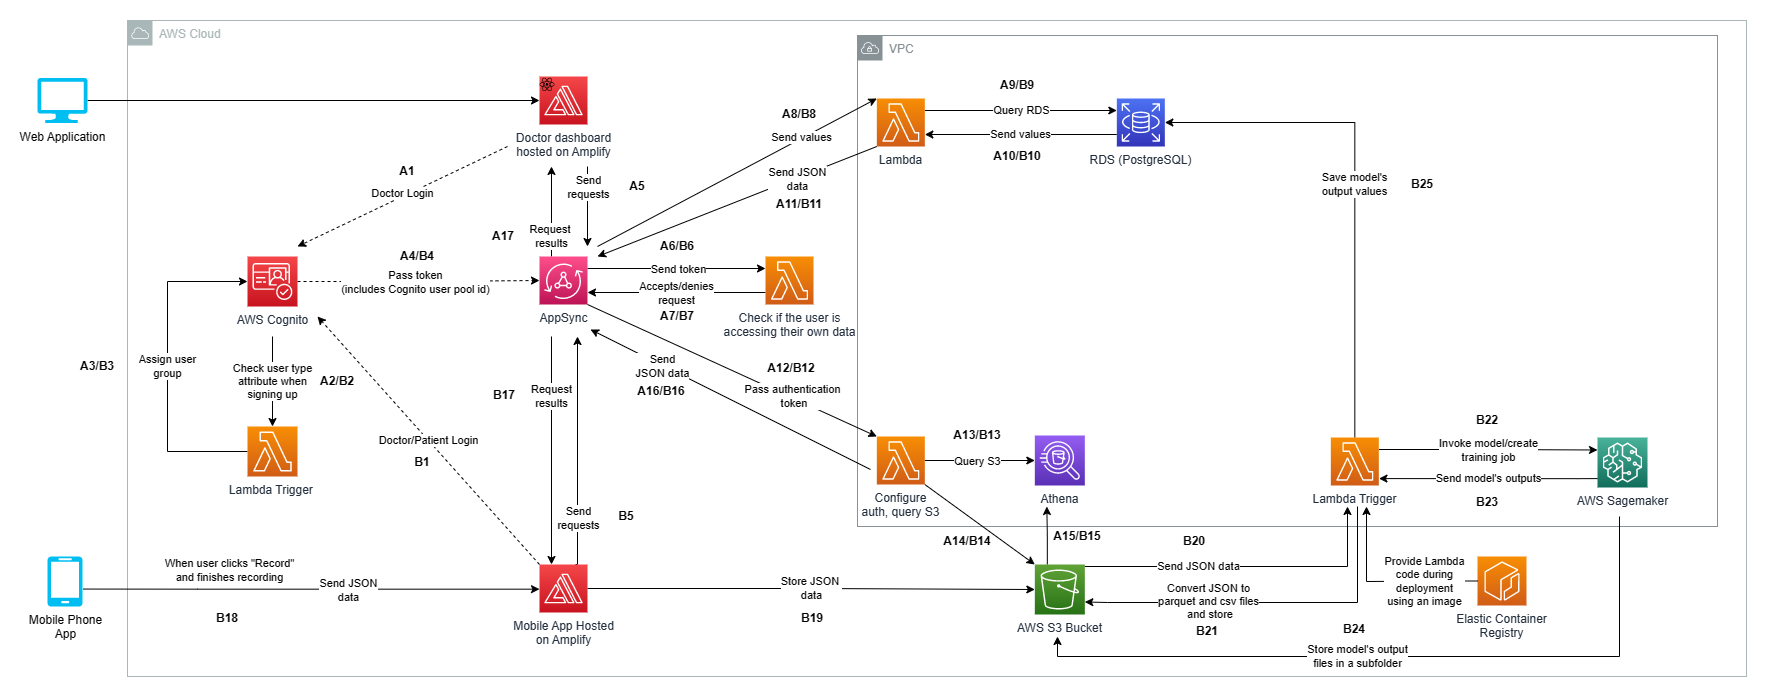 AWS Cloud
VPC
Web Application
Doctor dashboard
hosted on Amplify
A1
Doctor Login
Send
requests
A5
A17
Request
results
A8/B8
Send values
Send JSON
data
A11/B11
Lambda
A9/B9
Query RDS
Send values
A10/B10
RDS (PostgreSQL)
Save model's
output values
B25
A4/B4
Pass token
(includes Cognito user pool id)
AWS Cognito
AppSync
A6/B6
Send token
Accepts/denies
request
A7/B7
Check if the user is
accessing their own data
A3/B3
Assign user
group
Check user type
attribute when
signing up
A2/B2
Lambda Trigger
Doctor/Patient Login
B1
B17
Request
results
Send
requests
B5
Send
JSON data
A16/B16
A12/B12
Pass authentication
token
Configure
auth, query S3
A13/B13
Query S3
Athena
A14/B14
A15/B15
B22
Invoke model/create
training job
Send model's outputs
B23
Lambda Trigger
AWS Sagemaker
Mobile Phone
App
When user clicks "Record"
and finishes recording
Send JSON
data
B18
Mobile App Hosted
on Amplify
Store JSON
data
B19
AWS S3 Bucket
B20
Send JSON data
Convert JSON to
parquet and csv files
and store
B21
Provide Lambda
code during
deployment
using an image
Elastic Container
Registry
B24
Store model's output
files in a subfolder